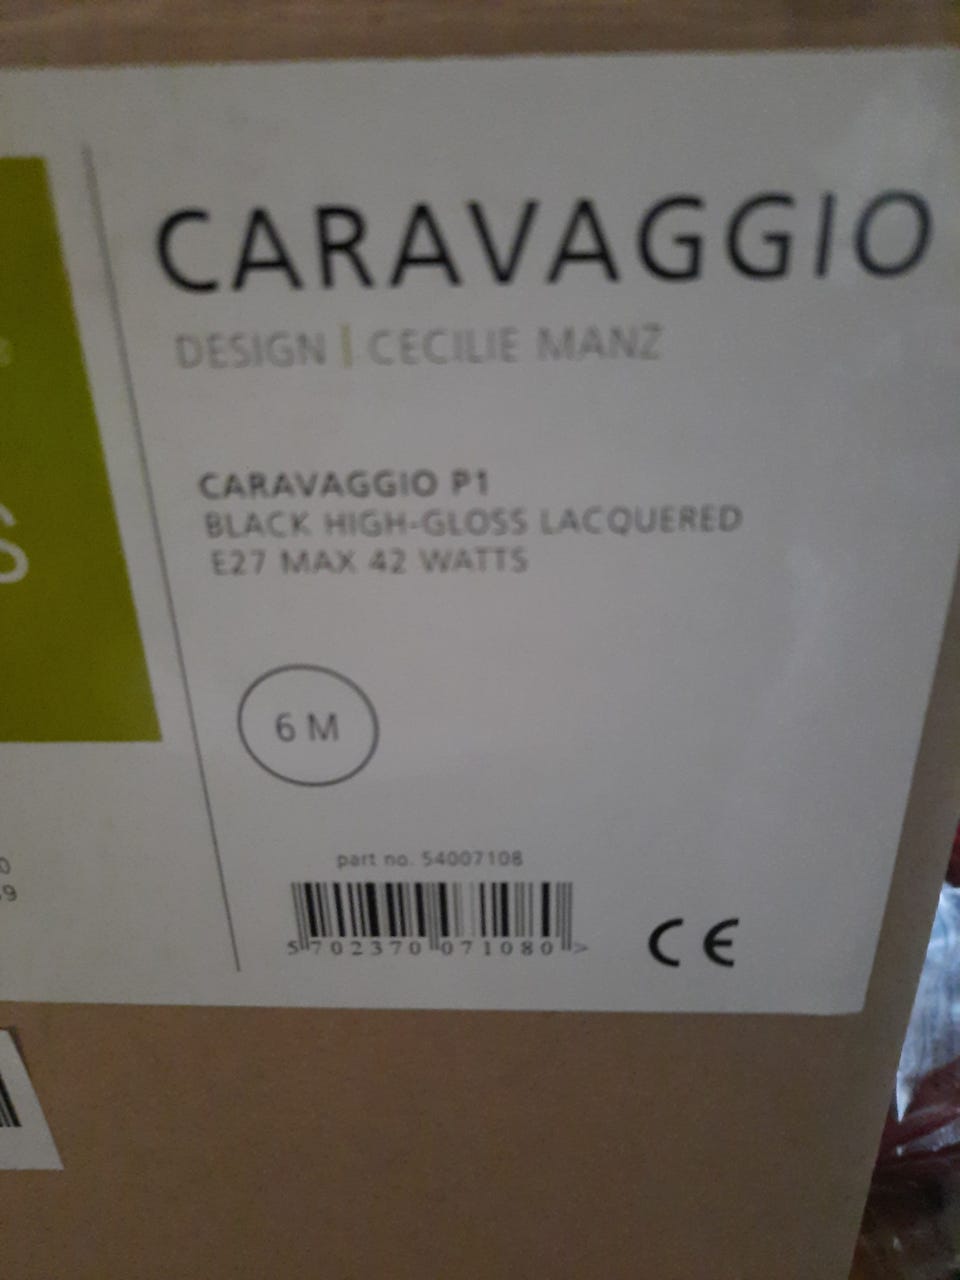 CARAVAGGIO
DESIGN | CECILIE MANZ
CARAVAGGIO P1
BLACK HIGH-GLOSS LACQUERED
E27 MAX 42 WATTS
6 M
part no. 54007108
5 702370 071080 >
CE